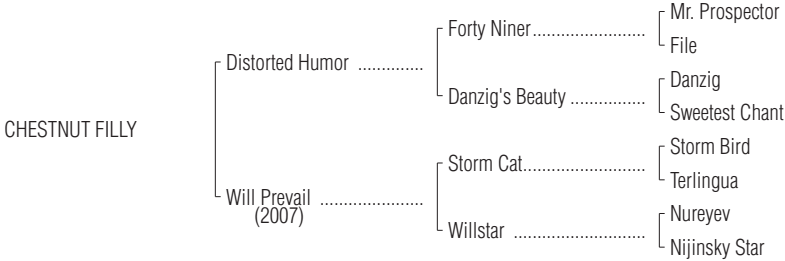 Mr. Prospector
Forty Niner..........................
File
Distorted Humor ...............
Danzig
Danzig's Beauty .................
Sweetest Chant
CHESTNUT FILLY
Storm Bird
Storm Cat...........................
Terlingua
Will Prevail .......................
(2007)
Nureyev
Willstar .............................
Nijinsky Star